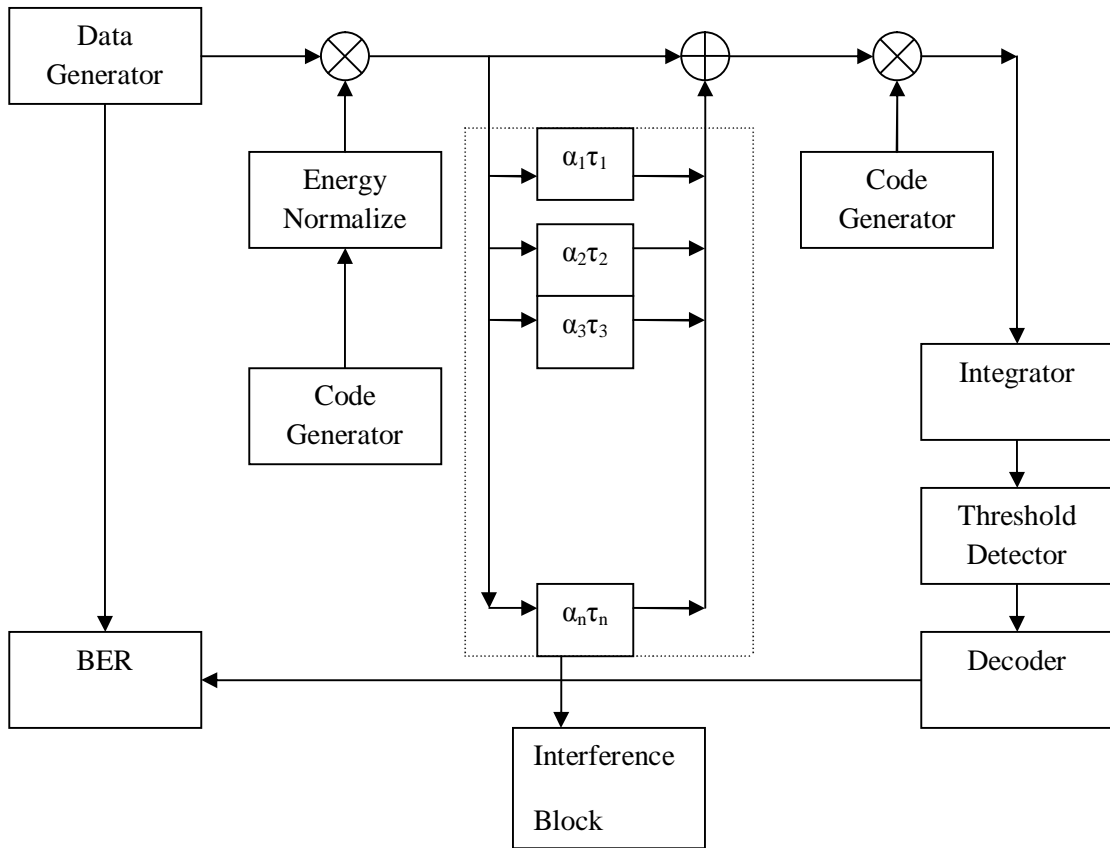 Data
Generator
Energy
Normalize
Code
Generator
α₁τ₁
α₂τ₂
α₃τ₃
αₙτₙ
Code
Generator
Integrator
Threshold
Detector
BER
Decoder
Interference
Block